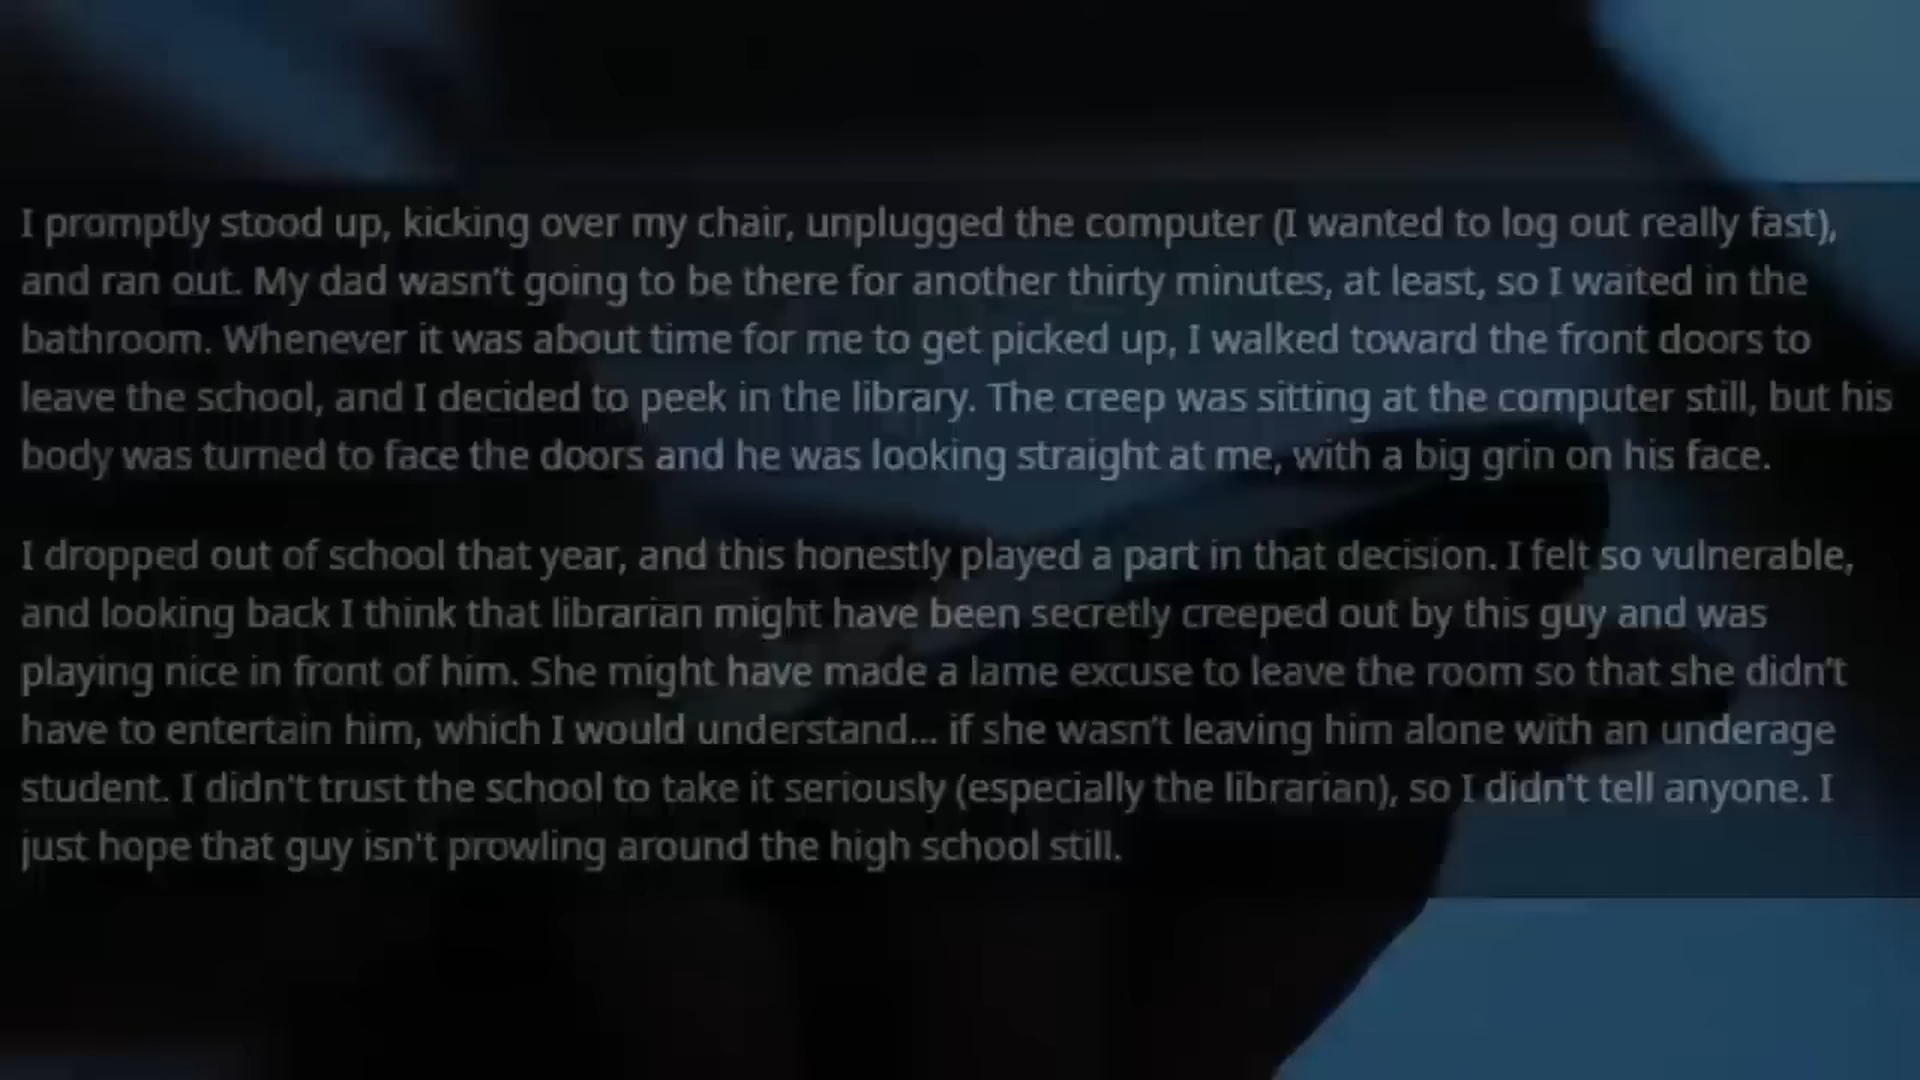 I promptly stood up, kicking over my chair, unplugged the computer (I wanted to log out really fast),
and ran out. My dad wasn't going to be there for another thirty minutes, at least, so I waited in the
bathroom. Whenever it was about time for me to get picked up, I walked toward the front doors to
leave the school, and I decided to peek in the library. The creep was sitting at the computer still, but his
body was turned to face the doors and he was looking straight at me, with a big grin on his face.
I dropped out of school that year, and this honestly played a part in that decision. I felt so vulnerable,
and looking back I think that librarian might have been secretly creeped out by this guy and was
playing nice in front of him. She might have made a lame excuse to leave the room so that she didn't
have to entertain him, which I would understand... if she wasn't leaving him alone with an underage
student. I didn't trust the school to take it seriously (especially the librarian), so I didn't tell anyone. I
just hope that guy isn't prowling around the high school still.